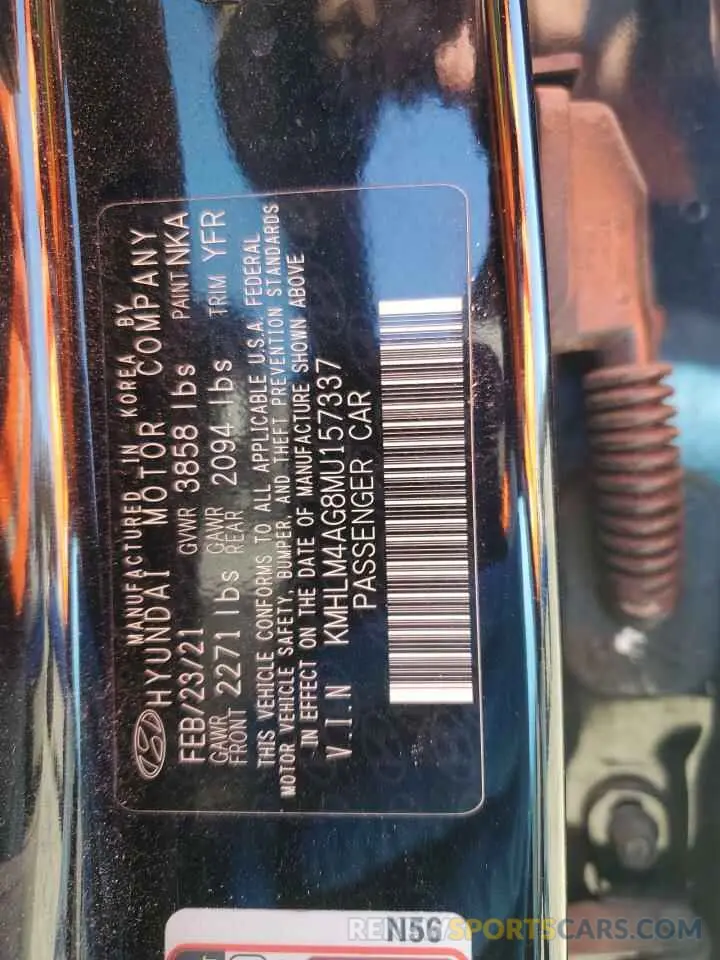 MANUFACTURED IN KOREA BY
HYUNDAI MOTOR COMPANY
FEB/23/21 GVWR 3858 lbs PAINT NKA
GAWR FRONT 2271 lbs GAWR REAR 2094 lbs TRIM YFR
THIS VEHICLE CONFORMS TO ALL APPLICABLE U.S.A. FEDERAL
MOTOR VEHICLE SAFETY, BUMPER, AND THEFT PREVENTION STANDARDS
IN EFFECT ON THE DATE OF MANUFACTURE SHOWN ABOVE
V.I.N KMHLM4AG8MU157337
PASSENGER CAR
N56
RENEWSPORTSCARS.COM